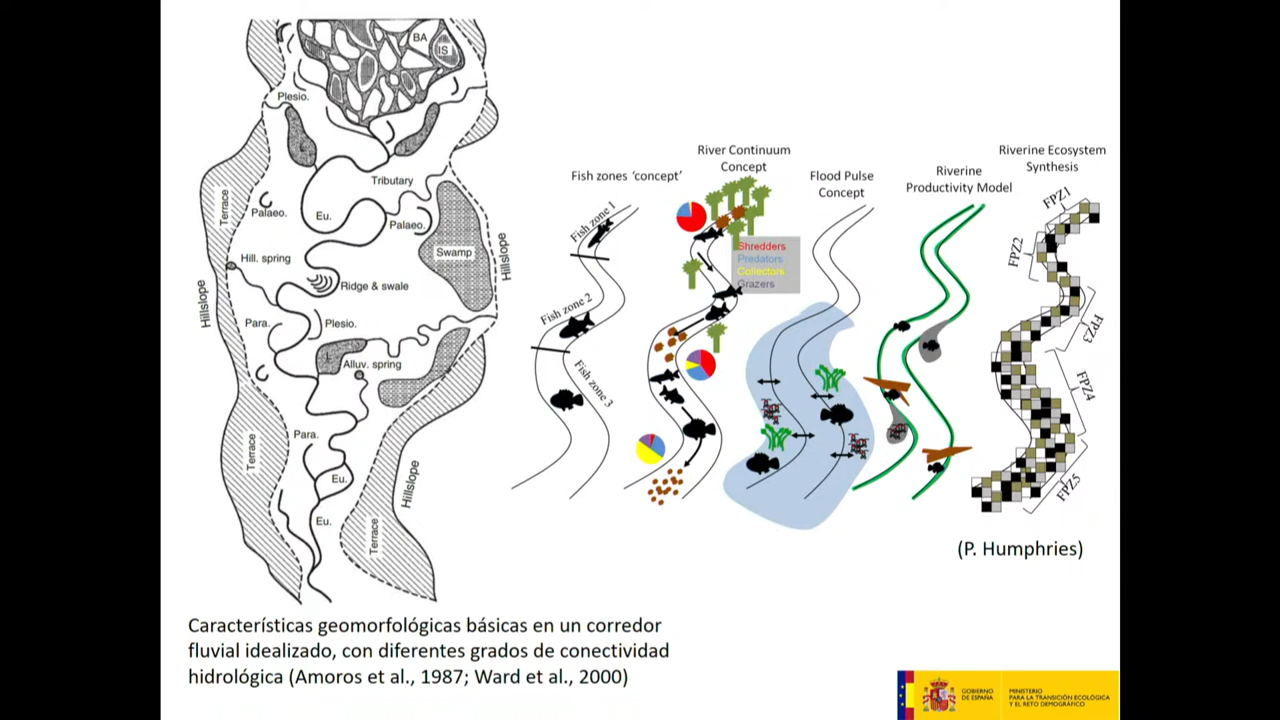 BA
IS
Plesio.
L
Tributary
Terrace
Palaeo.
Eu.
Palaeo.
Swamp
Hillslope
Hill. spring
Ridge & swale
Hillslope
Para.
Plesio.
L
Alluv. spring
Para.
Terrace
Eu.
Hillslope
Eu.
Terrace
Fish zones ‘concept’
Fish zone 1
Fish zone 2
Fish zone 3
River Continuum
Concept
Shredders
Predators
Collectors
Grazers
Flood Pulse
Concept
Riverine
Productivity Model
Riverine Ecosystem
Synthesis
FPZ1
FPZ2
FPZ3
FPZ4
FPZ5
(P. Humphries)
Características geomorfológicas básicas en un corredor
fluvial idealizado, con diferentes grados de conectividad
hidrológica (Amoros et al., 1987; Ward et al., 2000)
GOBIERNO
DE ESPAÑA
MINISTERIO
PARA LA TRANSICIÓN ECOLÓGICA
Y EL RETO DEMOGRÁFICO